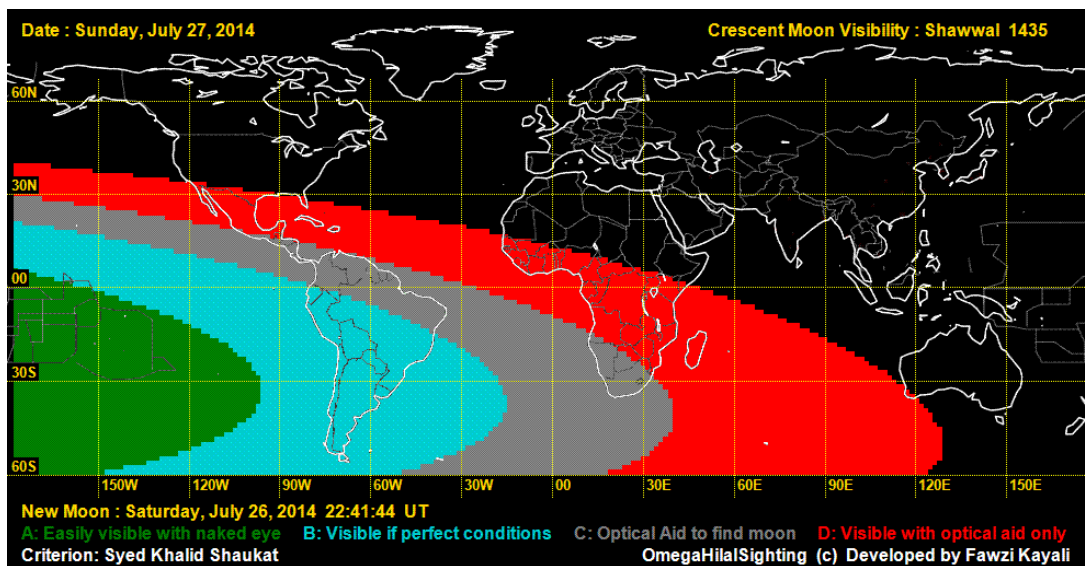 Date : Sunday, July 27, 2014
Crescent Moon Visibility : Shawwal 1435
60N
30N
00
30S
60S
150W 120W 90W 60W 30W 00 30E 60E 90E 120E 150E
New Moon : Saturday, July 26, 2014 22:41:44 UT
A: Easily visible with naked eye B: Visible if perfect conditions C: Optical Aid to find moon D: Visible with optical aid only
Criterion: Syed Khalid Shaukat OmegaHilalSighting (c) Developed by Fawzi Kayali